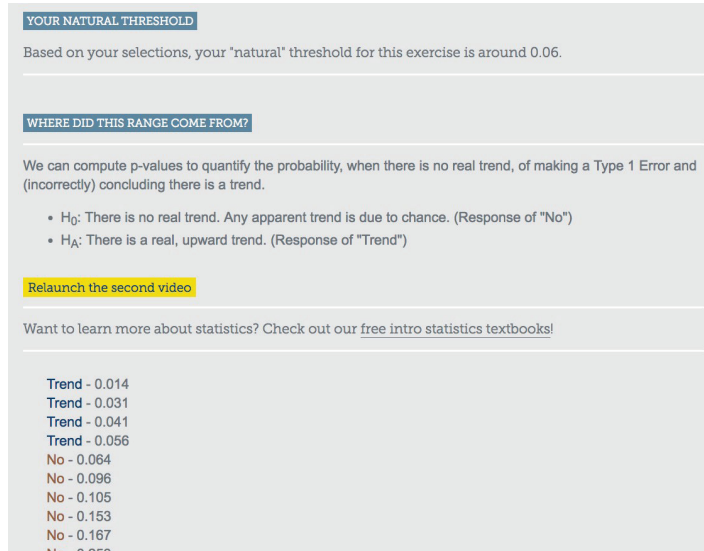 YOUR NATURAL THRESHOLD
Based on your selections, your "natural" threshold for this exercise is around 0.06.
WHERE DID THIS RANGE COME FROM?
We can compute p-values to quantify the probability, when there is no real trend, of making a Type 1 Error and
(incorrectly) concluding there is a trend.
• H0: There is no real trend. Any apparent trend is due to chance. (Response of "No")
• HA: There is a real, upward trend. (Response of "Trend")
Relaunch the second video
Want to learn more about statistics? Check out our free intro statistics textbooks!
Trend - 0.014
Trend - 0.031
Trend - 0.041
Trend - 0.056
No - 0.064
No - 0.096
No - 0.105
No - 0.153
No - 0.167